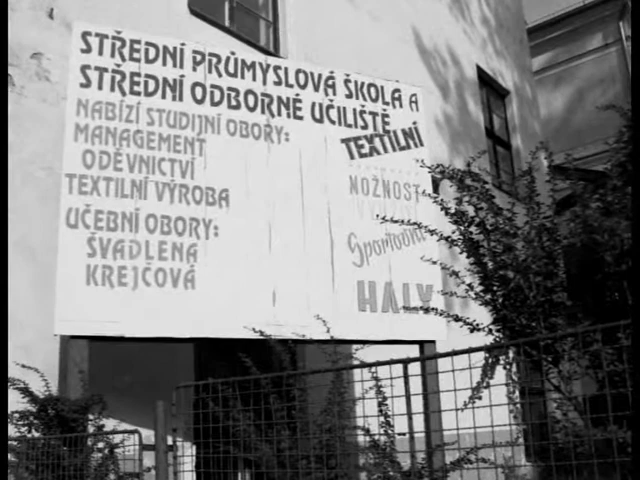 STŘEDNÍ PRŮMYSLOVÁ ŠKOLA A
STŘEDNÍ ODBORNÉ UČILIŠTĚ
TEXTILNÍ
NABÍZÍ STUDIJNÍ OBORY:
MANAGEMENT
ODĚVNICTVÍ
TEXTILNÍ VÝROBA
UČEBNÍ OBORY:
ŠVADLENA
KREJČOVÁ
MOŽNOST
HALY